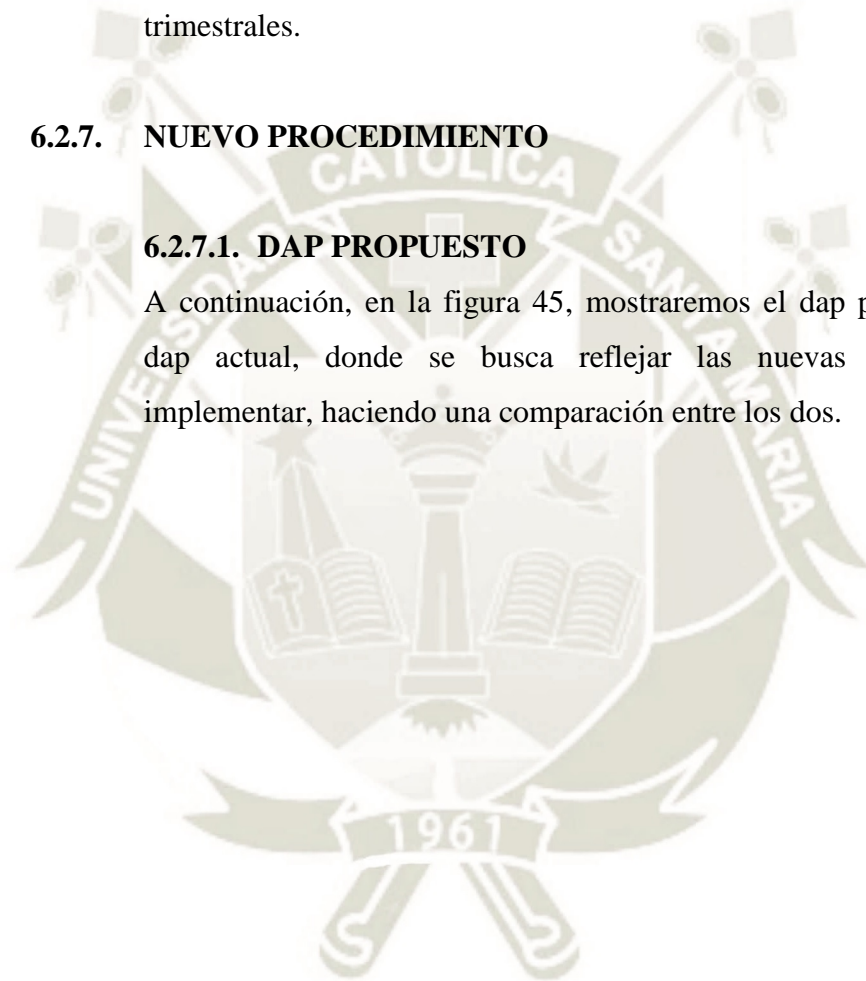 trimestrales.
6.2.7. NUEVO PROCEDIMIENTO
6.2.7.1. DAP PROPUESTO
A continuación, en la figura 45, mostraremos el dap
dap actual, donde se busca reflejar las nuevas
implementar, haciendo una comparación entre los dos.
UNIVERSIDAD CATOLICA SANTA MARIA
1961